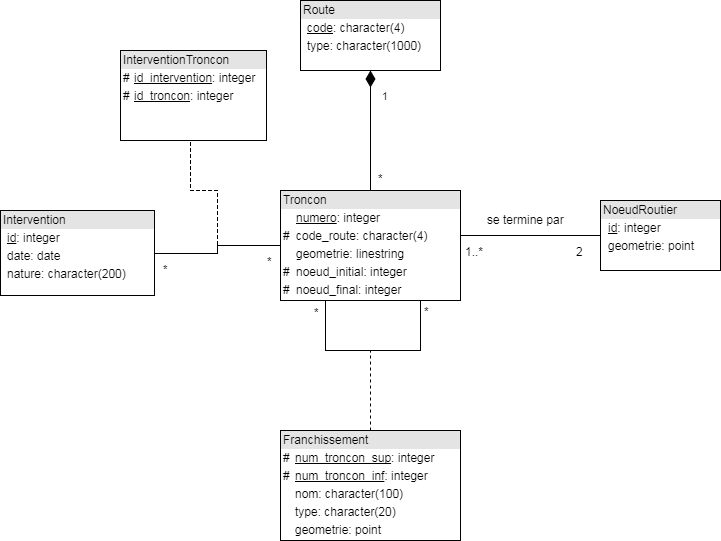 Route
code: character(4)
type: character(1000)
1
*
InterventionTroncon
# id_intervention: integer
# id_troncon: integer
Intervention
id: integer
date: date
nature: character(200)
*
*
Troncon
numero: integer
# code_route: character(4)
geometrie: linestring
# noeud_initial: integer
# noeud_final: integer
se termine par
1..*
2
NoeudRoutier
id: integer
geometrie: point
*
*
Franchissement
# num_troncon_sup: integer
# num_troncon_inf: integer
nom: character(100)
type: character(20)
geometrie: point